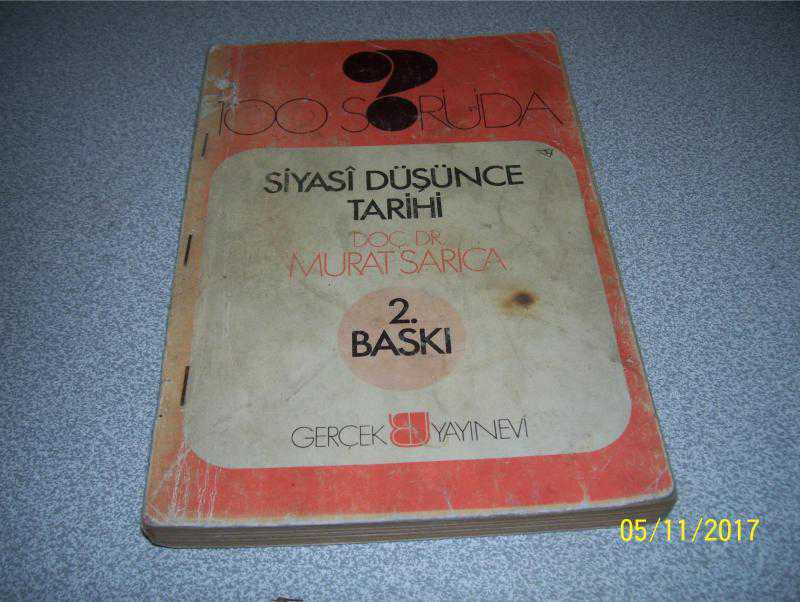 100 SORUDA
SİYASÎ DÜŞÜNCE
TARİHİ
DOÇ. DR.
MURAT SARICA
2.
BASKI
GERÇEK YAYINEVİ
05/11/2017